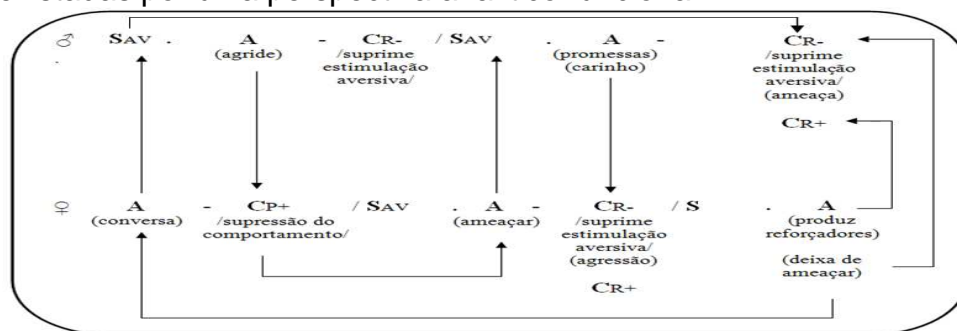 ♂ SAV . A - CR- / SAV . A - CR-
(agride) /suprime (promessas) /suprime
. estimulação (carinho) estimulação
aversiva/ aversiva/
(ameaça)
CR+
♀ A - CP+ / SAV . A - CR- / S . A
(conversa) /supressão do (ameaçar) /suprime (produz
comportamento/ estimulação reforçadores)
aversiva/ (deixa de
(agressão) ameaçar)
CR+